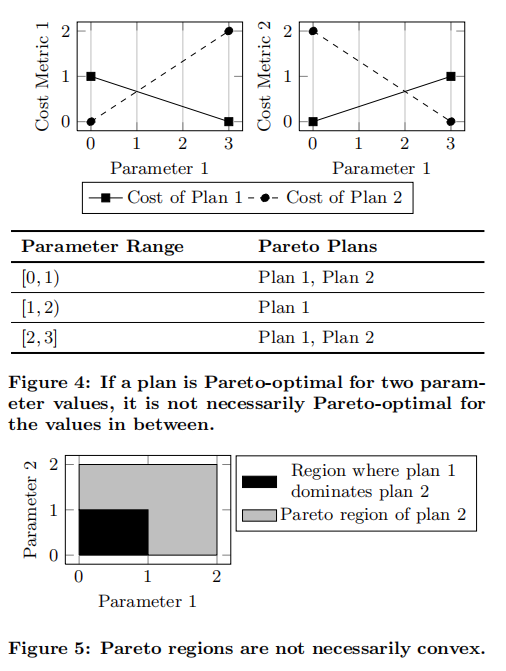 Cost Metric 1
2
1
0
0 1 2 3
Parameter 1
Cost Metric 2
2
1
0
0 1 2 3
Parameter 1
Cost of Plan 1 Cost of Plan 2
Parameter Range Pareto Plans
[0, 1) Plan 1, Plan 2
[1, 2) Plan 1
[2, 3] Plan 1, Plan 2
Figure 4: If a plan is Pareto-optimal for two param-
eter values, it is not necessarily Pareto-optimal for
the values in between.
Parameter 2
2
1
0
0 1 2
Parameter 1
Region where plan 1
dominates plan 2
Pareto region of plan 2
Figure 5: Pareto regions are not necessarily convex.